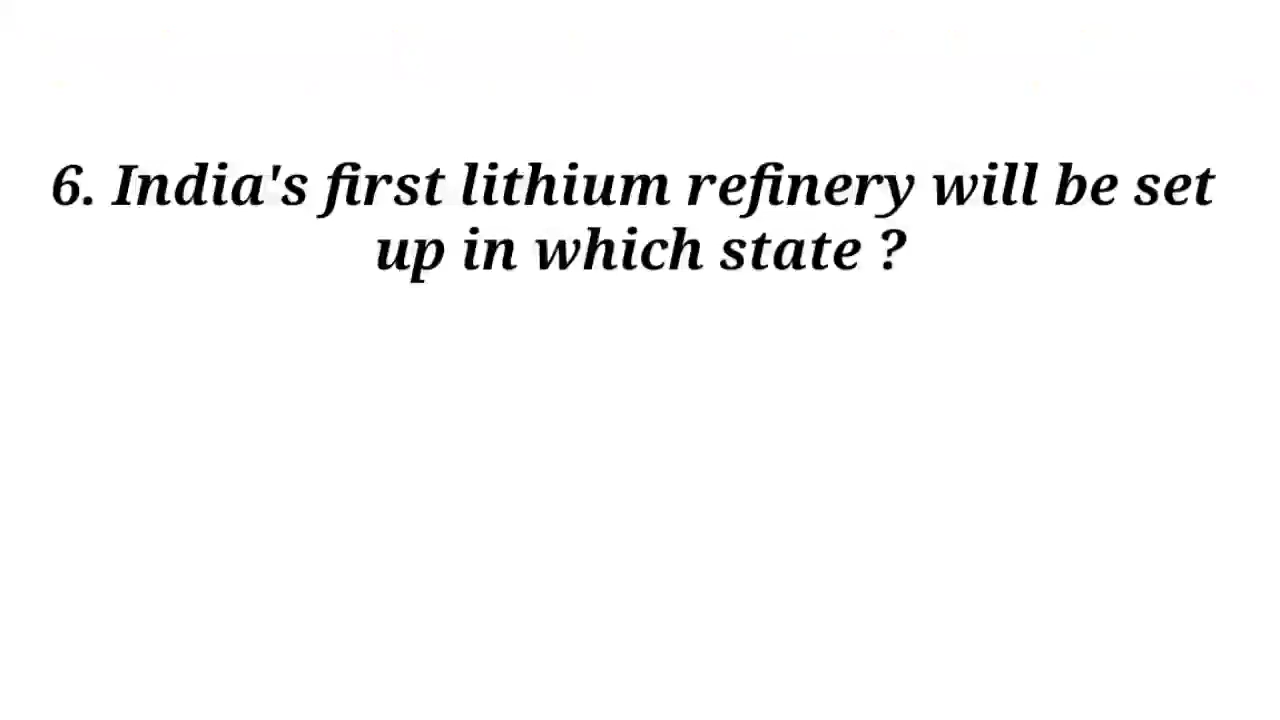 6. India's first lithium refinery will be set
up in which state ?